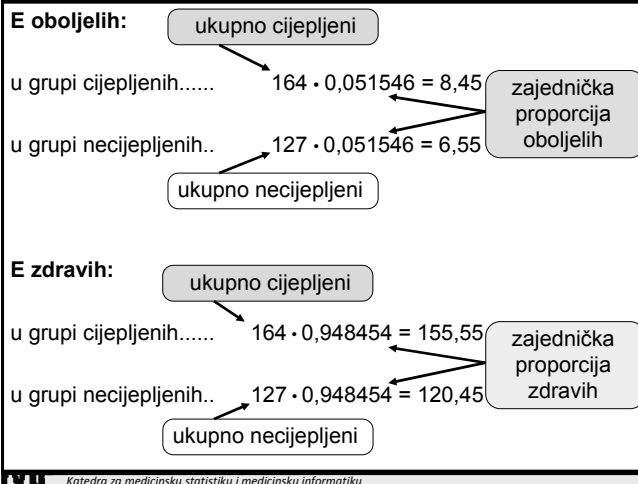 E oboljelih:
ukupno cijepljeni
u grupi cijepljenih...... 164 · 0,051546 = 8,45
zajednička
proporcija
oboljelih
u grupi necijepljenih.. 127 · 0,051546 = 6,55
ukupno necijepljeni
E zdravih:
ukupno cijepljeni
u grupi cijepljenih...... 164 · 0,948454 = 155,55
zajednička
proporcija
zdravih
u grupi necijepljenih.. 127 · 0,948454 = 120,45
ukupno necijepljeni
Katedra za medicinsku statistiku i medicinsku informatiku